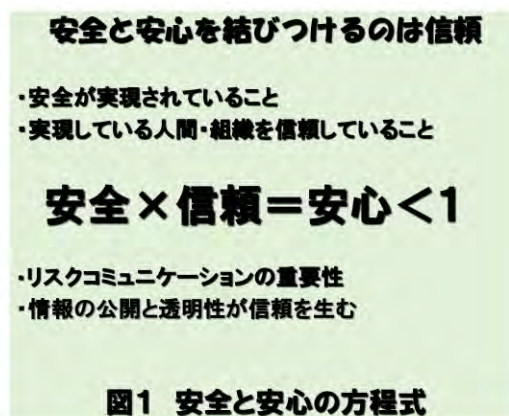 安全と安心を結びつけるのは信頼
・安全が実現されていること
・実現している人間・組織を信頼していること
安全×信頼＝安心＜1
・リスクコミュニケーションの重要性
・情報の公開と透明性が信頼を生む
図1 安全と安心の方程式